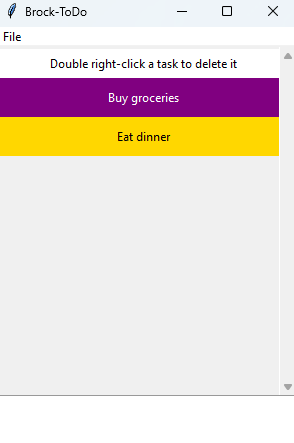 Brock-ToDo
File
Double right-click a task to delete it
Buy groceries
Eat dinner